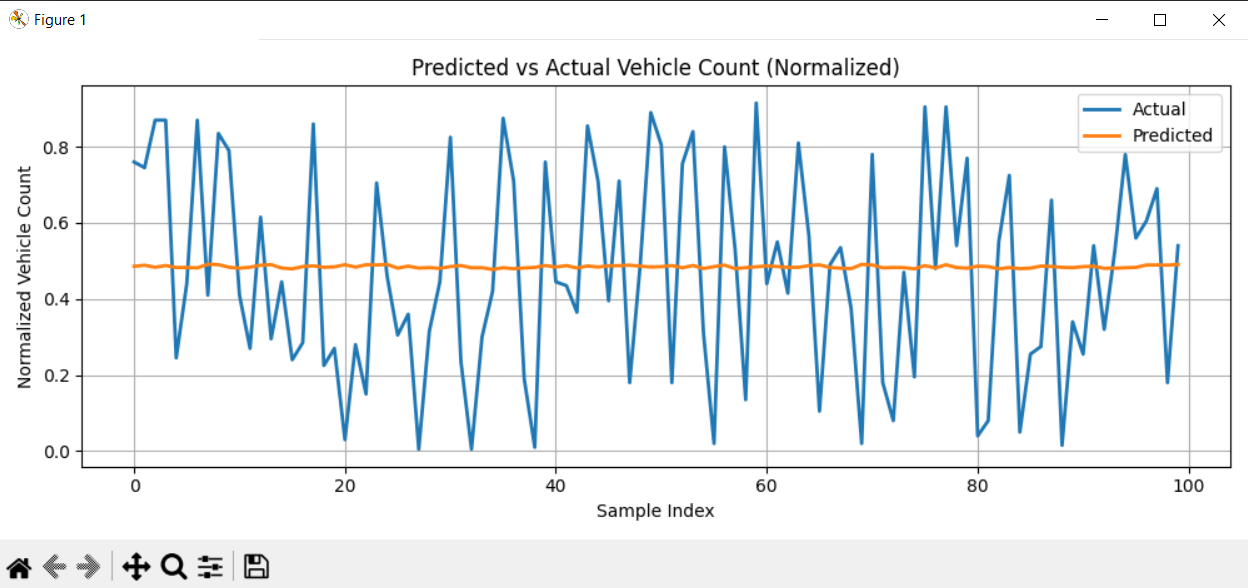 Figure 1
Predicted vs Actual Vehicle Count (Normalized)
Actual
Predicted
Normalized Vehicle Count
0.8
0.6
0.4
0.2
0.0
0 20 40 60 80 100
Sample Index